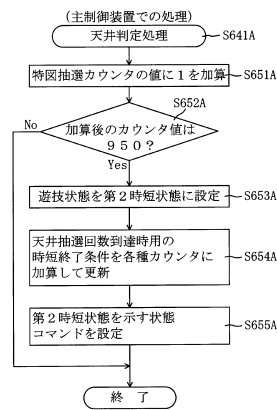 (主制御装置での処理)
天井判定処理
S641A
特図抽選カウンタの値に1を加算
S651A
S652A
加算後のカウンタ値は
950?
No
Yes
遊技状態を第2時短状態に設定
S653A
天井抽選回数到達時用の
時短終了条件を各種カウンタに
加算して更新
S654A
第2時短状態を示す状態
コマンドを設定
S655A
終 了